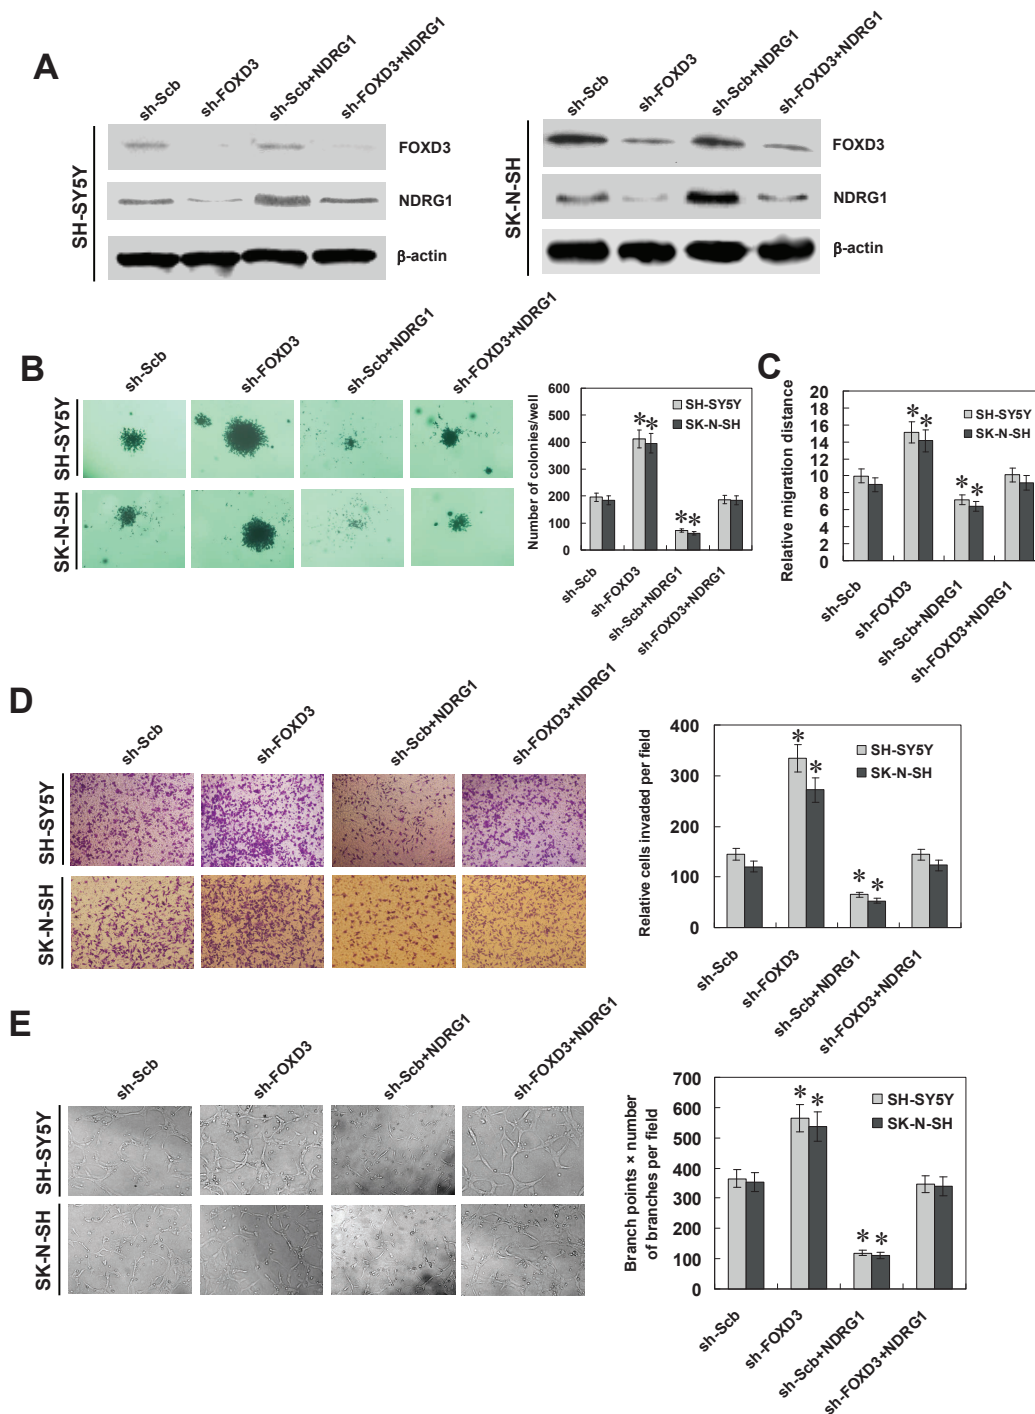 A
sh-Scb
sh-FOXD3
sh-Scb+NDRG1
sh-FOXD3+NDRG1
SH-SY5Y
FOXD3
NDRG1
β-actin
sh-Scb
sh-FOXD3
sh-Scb+NDRG1
sh-FOXD3+NDRG1
SK-N-SH
FOXD3
NDRG1
β-actin
B
sh-Scb
sh-FOXD3
sh-Scb+NDRG1
sh-FOXD3+NDRG1
SH-SY5Y
SK-N-SH
Number of colonies/well
600
500
400
300
200
100
0
SH-SY5Y
SK-N-SH
* *
* *
sh-Scb
sh-FOXD3
sh-Scb+NDRG1
sh-FOXD3+NDRG1
C
Relative migration distance
20
18
16
14
12
10
8
6
4
2
0
SH-SY5Y
SK-N-SH
* *
* *
sh-Scb
sh-FOXD3
sh-Scb+NDRG1
sh-FOXD3+NDRG1
D
sh-Scb
sh-FOXD3
sh-Scb+NDRG1
sh-FOXD3+NDRG1
SH-SY5Y
SK-N-SH
Relative cells invaded per field
400
300
200
100
0
SH-SY5Y
SK-N-SH
* *
* *
sh-Scb
sh-FOXD3
sh-Scb+NDRG1
sh-FOXD3+NDRG1
E
sh-Scb
sh-FOXD3
sh-Scb+NDRG1
sh-FOXD3+NDRG1
SH-SY5Y
SK-N-SH
Branch points × number
of branches per field
700
600
500
400
300
200
100
0
SH-SY5Y
SK-N-SH
* *
* *
sh-Scb
sh-FOXD3
sh-Scb+NDRG1
sh-FOXD3+NDRG1